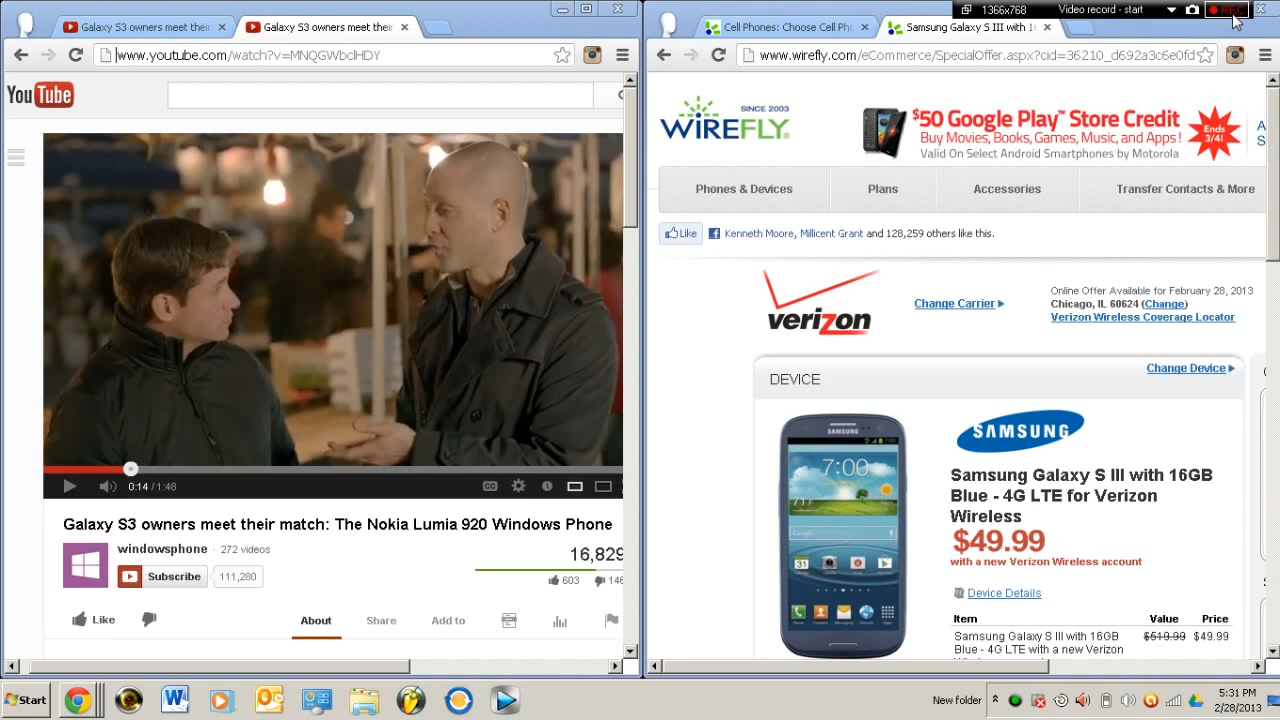 Galaxy S3 owners meet their
Galaxy S3 owners meet their
www.youtube.com/watch?v=MNQGWbclHDY
YouTube
0:14 / 1:48
CC
Galaxy S3 owners meet their match: The Nokia Lumia 920 Windows Phone
windowsphone · 272 videos
Subscribe 111,280
16,829
603 146
Like
About Share Add to
1366x768 Video record - start REC
Cell Phones: Choose Cell Pho
Samsung Galaxy S III with 1
www.wirefly.com/eCommerce/SpecialOffer.aspx?cid=36210_d692a3c6e0fd
SINCE 2003
WIREFLY
$50 Google Play™ Store Credit
Buy Movies, Books, Games, Music, and Apps!
Valid On Select Android Smartphones by Motorola
Ends
3/4!
A
S
Phones & Devices Plans Accessories Transfer Contacts & More
Like Kenneth Moore, Millicent Grant and 128,259 others like this.
verizon
Change Carrier
Online Offer Available for February 28, 2013
Chicago, IL 60624 (Change)
Verizon Wireless Coverage Locator
DEVICE
Change Device
SAMSUNG
7:00
31
SAMSUNG
Samsung Galaxy S III with 16GB
Blue - 4G LTE for Verizon
Wireless
$49.99
with a new Verizon Wireless account
Device Details
Item Value Price
Samsung Galaxy S III with 16GB $519.99 $49.99
Blue - 4G LTE with a new Verizon
Start
New folder
5:31 PM
2/28/2013